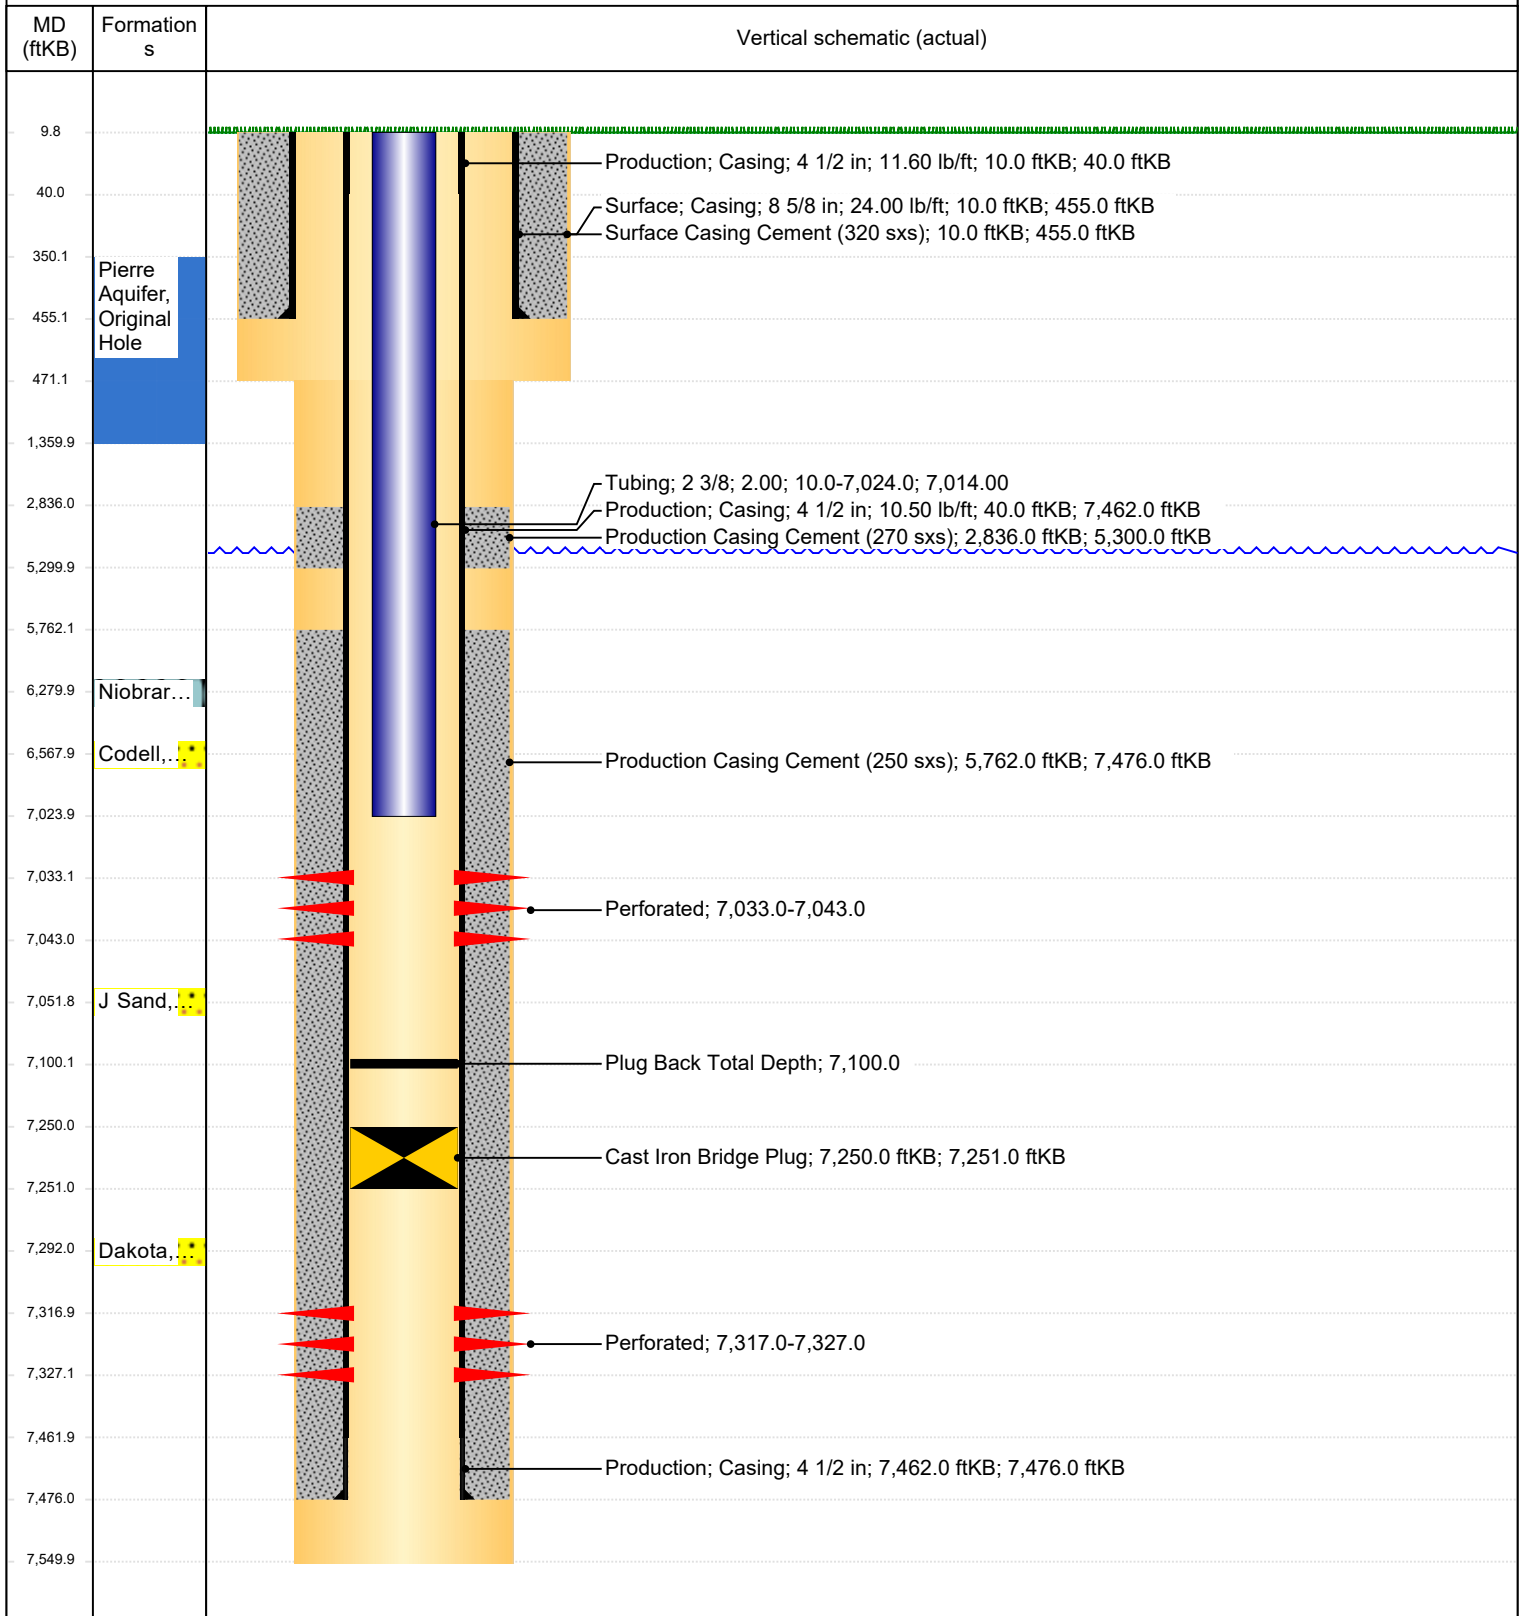 MD
(ftKB)
Formation
s
Vertical schematic (actual)
9.8
Production; Casing; 4 1/2 in; 11.60 lb/ft; 10.0 ftKB; 40.0 ftKB
40.0
Surface; Casing; 8 5/8 in; 24.00 lb/ft; 10.0 ftKB; 455.0 ftKB
Surface Casing Cement (320 sxs); 10.0 ftKB; 455.0 ftKB
350.1
Pierre
Aquifer,
Original
Hole
455.1
471.1
1,359.9
Tubing; 2 3/8; 2.00; 10.0-7,024.0; 7,014.00
2,836.0
Production; Casing; 4 1/2 in; 10.50 lb/ft; 40.0 ftKB; 7,462.0 ftKB
Production Casing Cement (270 sxs); 2,836.0 ftKB; 5,300.0 ftKB
5,299.9
5,762.1
6,279.9
Niobrar…
6,567.9
Codell,…
Production Casing Cement (250 sxs); 5,762.0 ftKB; 7,476.0 ftKB
7,023.9
7,033.1
Perforated; 7,033.0-7,043.0
7,043.0
7,051.8
J Sand,…
7,100.1
Plug Back Total Depth; 7,100.0
7,250.0
Cast Iron Bridge Plug; 7,250.0 ftKB; 7,251.0 ftKB
7,251.0
7,292.0
Dakota,…
7,316.9
Perforated; 7,317.0-7,327.0
7,327.1
7,461.9
Production; Casing; 4 1/2 in; 7,462.0 ftKB; 7,476.0 ftKB
7,476.0
7,549.9